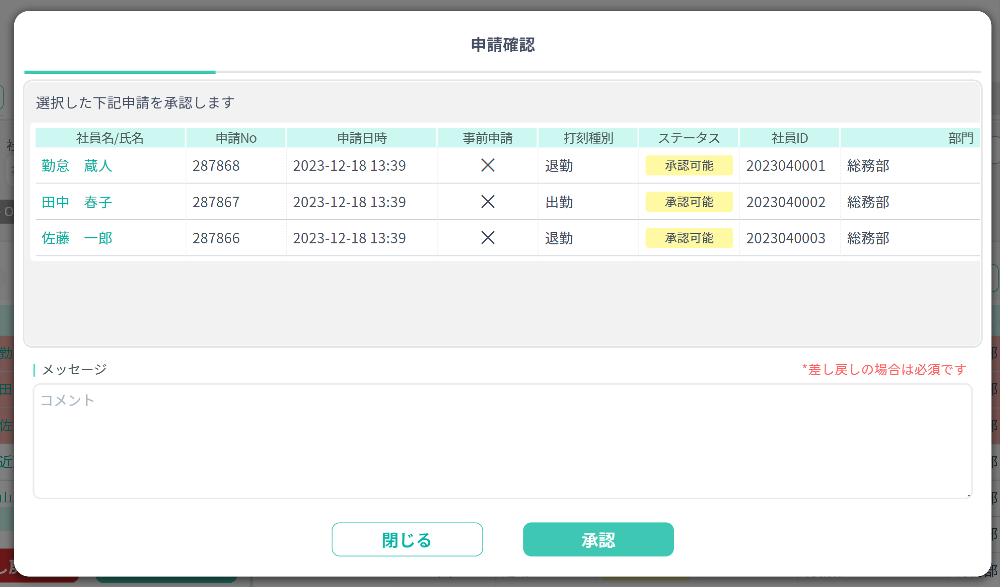 申請確認
選択した下記申請を承認します
社員名/氏名 申請No 申請日時 事前申請 打刻種別 ステータス 社員ID 部門
勤怠　蔵人 287868 2023-12-18 13:39 × 退勤 承認可能 2023040001 総務部
田中　春子 287867 2023-12-18 13:39 × 出勤 承認可能 2023040002 総務部
佐藤　一郎 287866 2023-12-18 13:39 × 退勤 承認可能 2023040003 総務部
メッセージ *差し戻しの場合は必須です
コメント
閉じる 承認